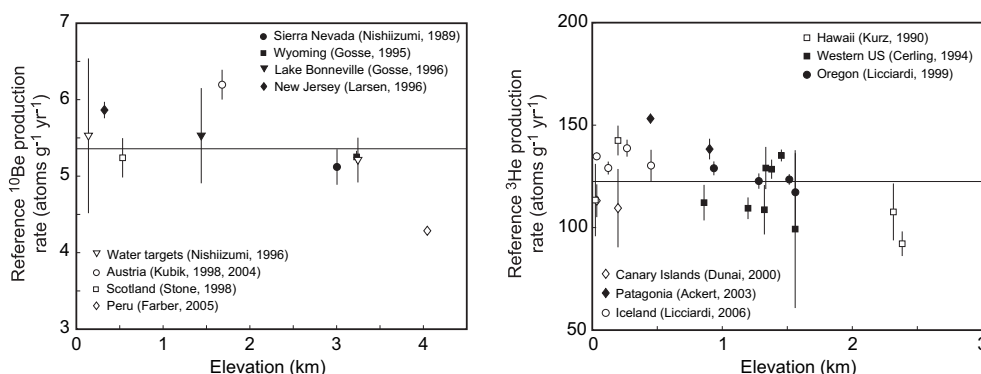 Reference ¹⁰Be production
rate (atoms g⁻¹ yr⁻¹)
7
6
5
4
3
Sierra Nevada (Nishiizumi, 1989)
Wyoming (Gosse, 1995)
Lake Bonneville (Gosse, 1996)
New Jersey (Larsen, 1996)
Water targets (Nishiizumi, 1996)
Austria (Kubik, 1998, 2004)
Scotland (Stone, 1998)
Peru (Farber, 2005)
0 1 2 3 4
Elevation (km)
Reference ³He production
rate (atoms g⁻¹ yr⁻¹)
200
150
100
50
Hawaii (Kurz, 1990)
Western US (Cerling, 1994)
Oregon (Licciardi, 1999)
Canary Islands (Dunai, 2000)
Patagonia (Ackert, 2003)
Iceland (Licciardi, 2006)
0 1 2 3
Elevation (km)